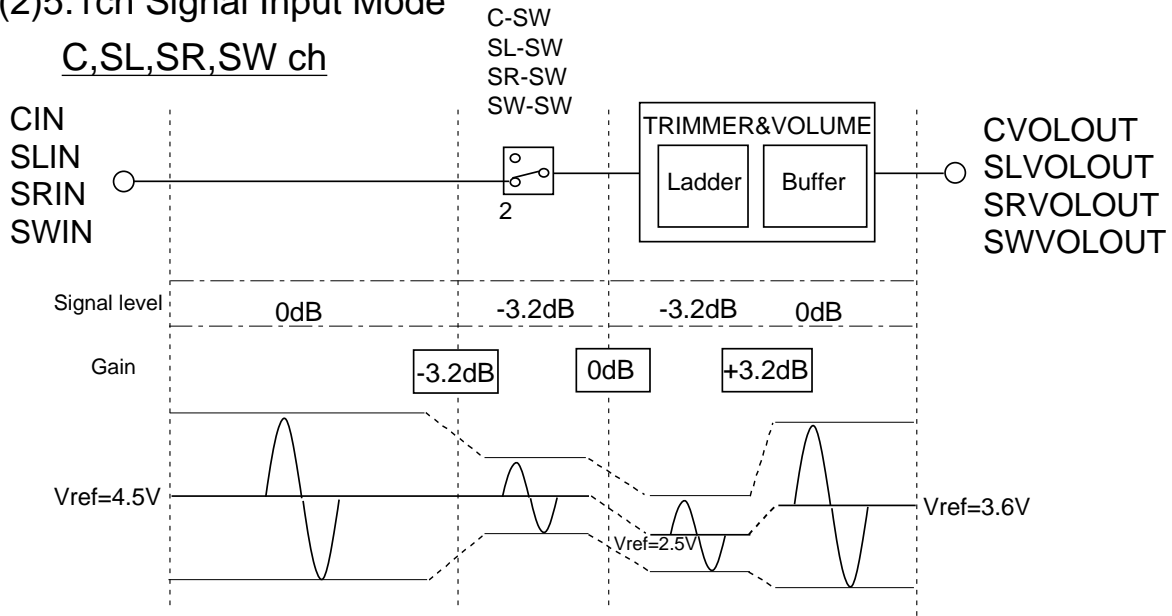 (2)5.1ch Signal Input Mode
C,SL,SR,SW ch
C-SW
SL-SW
SR-SW
SW-SW
CIN
SLIN
SRIN
SWIN
2
TRIMMER&VOLUME
Ladder
Buffer
CVOLOUT
SLVOLOUT
SRVOLOUT
SWVOLOUT
Signal level
0dB
-3.2dB
-3.2dB
0dB
Gain
-3.2dB
0dB
+3.2dB
Vref=4.5V
Vref=2.5V
Vref=3.6V